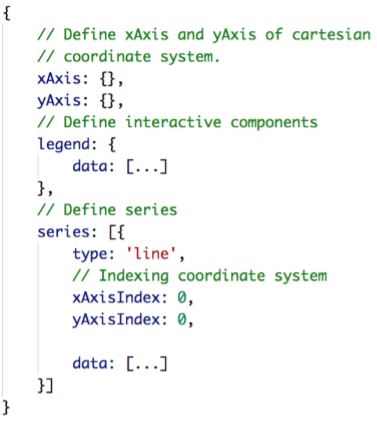 {
// Define xAxis and yAxis of cartesian
// coordinate system.
xAxis: {},
yAxis: {},
// Define interactive components
legend: {
data: [...]
},
// Define series
series: [{
type: 'line',
// Indexing coordinate system
xAxisIndex: 0,
yAxisIndex: 0,
data: [...]
}]
}